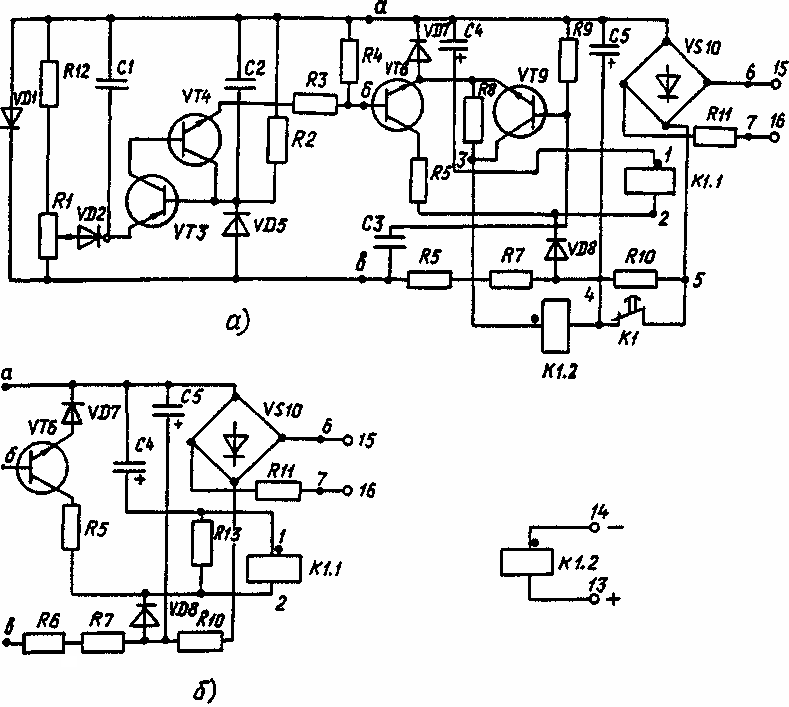 а
VD1
R12
C1
VT4
C2
R2
R3
R4
б
VT6
VD7
C4
+
R8
VT9
R9
C5
+
VS10
6 15
R11
7 16
R1
VD2
VT3
VD5
C3
3
R5
1
K1.1
2
VD8
в
R5
R7
4
R10
5
K1
K1.2
а)
а
VT6
VD7
C4
+
C5
+
VS10
6 15
R11
7 16
б
R5
R13
1
K1.1
2
VD8
в
R6
R7
R10
14 −
K1.2
13 +
б)